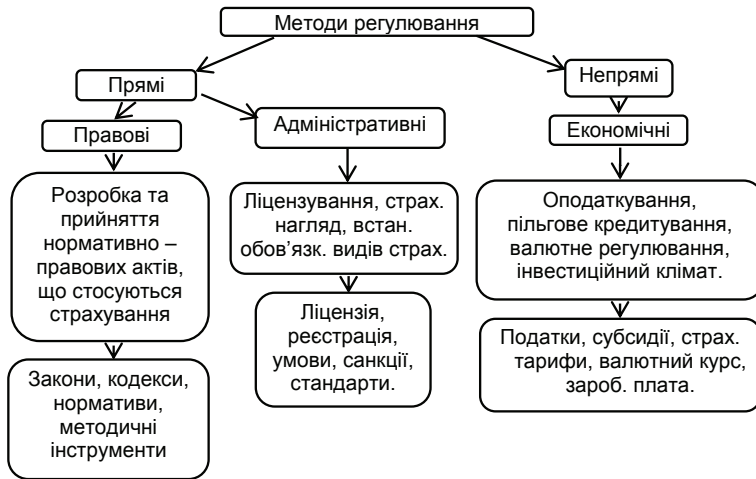 Методи регулювання
Прямі
Непрямі
Правові
Адміністративні
Економічні
Розробка та
прийняття
нормативно –
правових актів,
що стосуються
страхування
Ліцензування, страх.
нагляд, встан.
обов’язк. видів страх.
Оподаткування,
пільгове кредитування,
валютне регулювання,
інвестиційний клімат.
Закони, кодекси,
нормативи,
методичні
інструменти
Ліцензія,
реєстрація,
умови, санкції,
стандарти.
Податки, субсидії, страх.
тарифи, валютний курс,
зароб. плата.